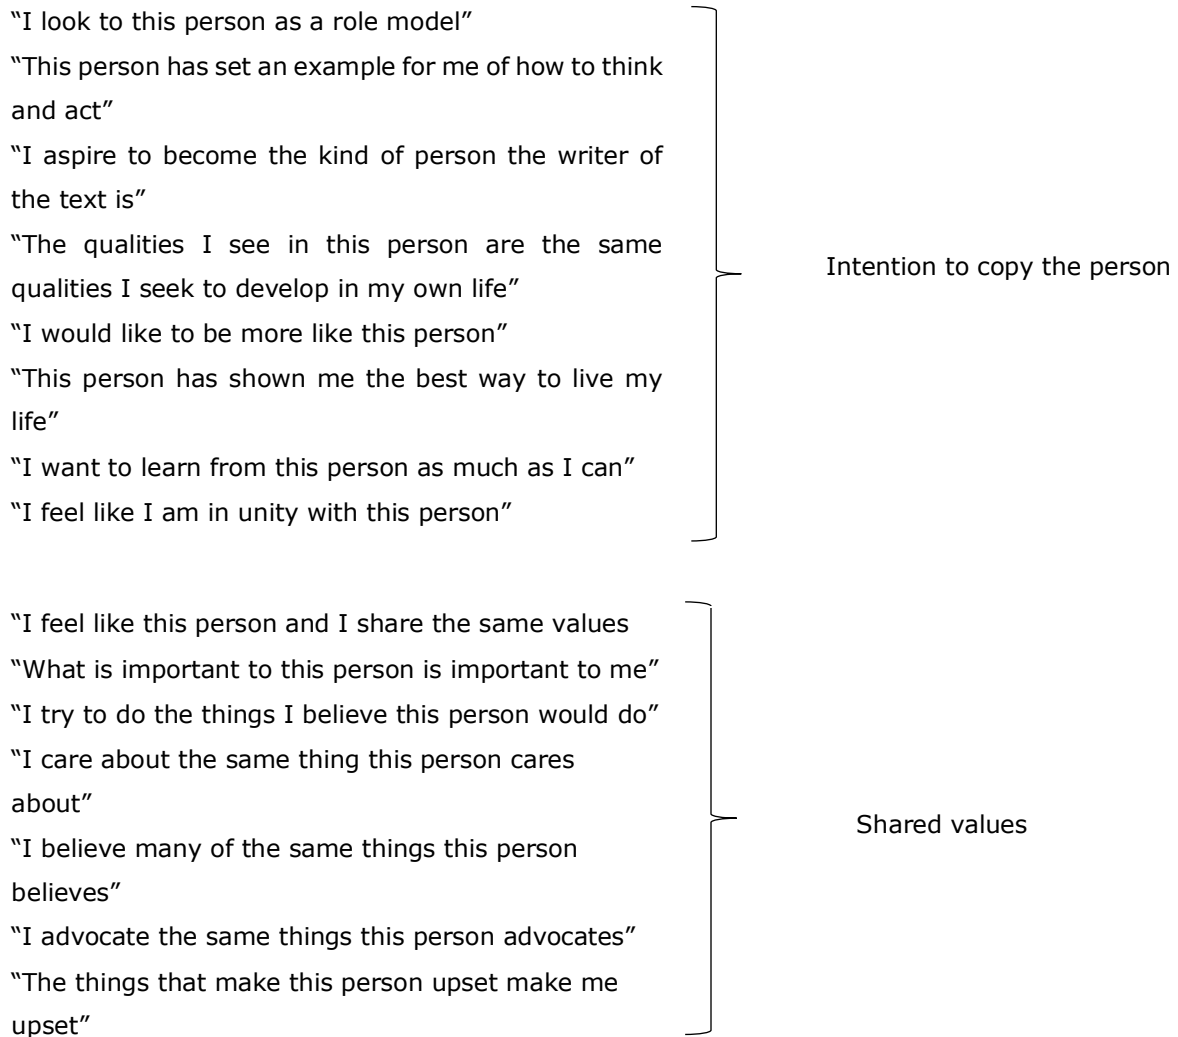 “I look to this person as a role model”
“This person has set an example for me of how to think
and act”
“I aspire to become the kind of person the writer of
the text is”
“The qualities I see in this person are the same
qualities I seek to develop in my own life”
“I would like to be more like this person”
“This person has shown me the best way to live my
life”
“I want to learn from this person as much as I can”
“I feel like I am in unity with this person”
Intention to copy the person
“I feel like this person and I share the same values
“What is important to this person is important to me”
“I try to do the things I believe this person would do”
“I care about the same thing this person cares
about”
“I believe many of the same things this person
believes”
“I advocate the same things this person advocates”
“The things that make this person upset make me
upset”
Shared values